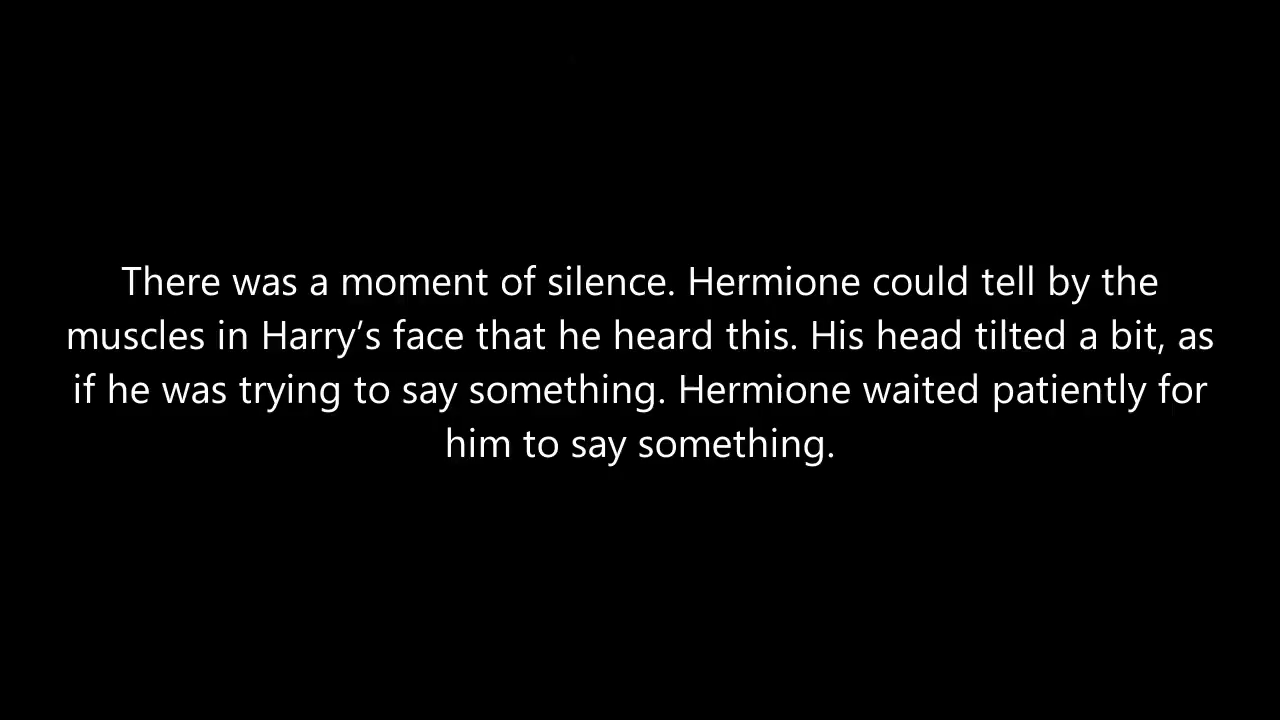 There was a moment of silence. Hermione could tell by the
muscles in Harry’s face that he heard this. His head tilted a bit, as
if he was trying to say something. Hermione waited patiently for
him to say something.